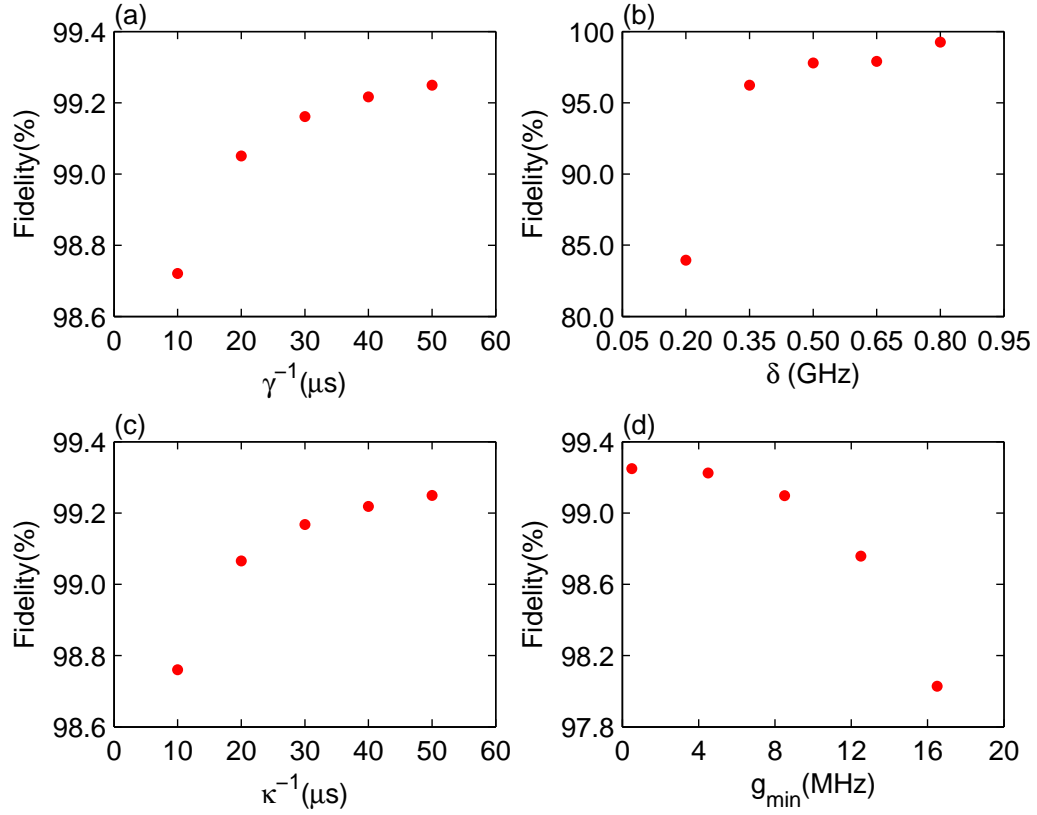 (a)
99.4
99.2
99.0
98.8
98.6
Fidelity(%)
0 10 20 30 40 50 60
γ⁻¹(μs)
(b)
100
95.0
90.0
85.0
80.0
Fidelity(%)
0.05 0.20 0.35 0.50 0.65 0.80 0.95
δ (GHz)
(c)
99.4
99.2
99.0
98.8
98.6
Fidelity(%)
0 10 20 30 40 50 60
κ⁻¹(μs)
(d)
99.4
99.0
98.6
98.2
97.8
Fidelity(%)
0 4 8 12 16 20
g_min(MHz)